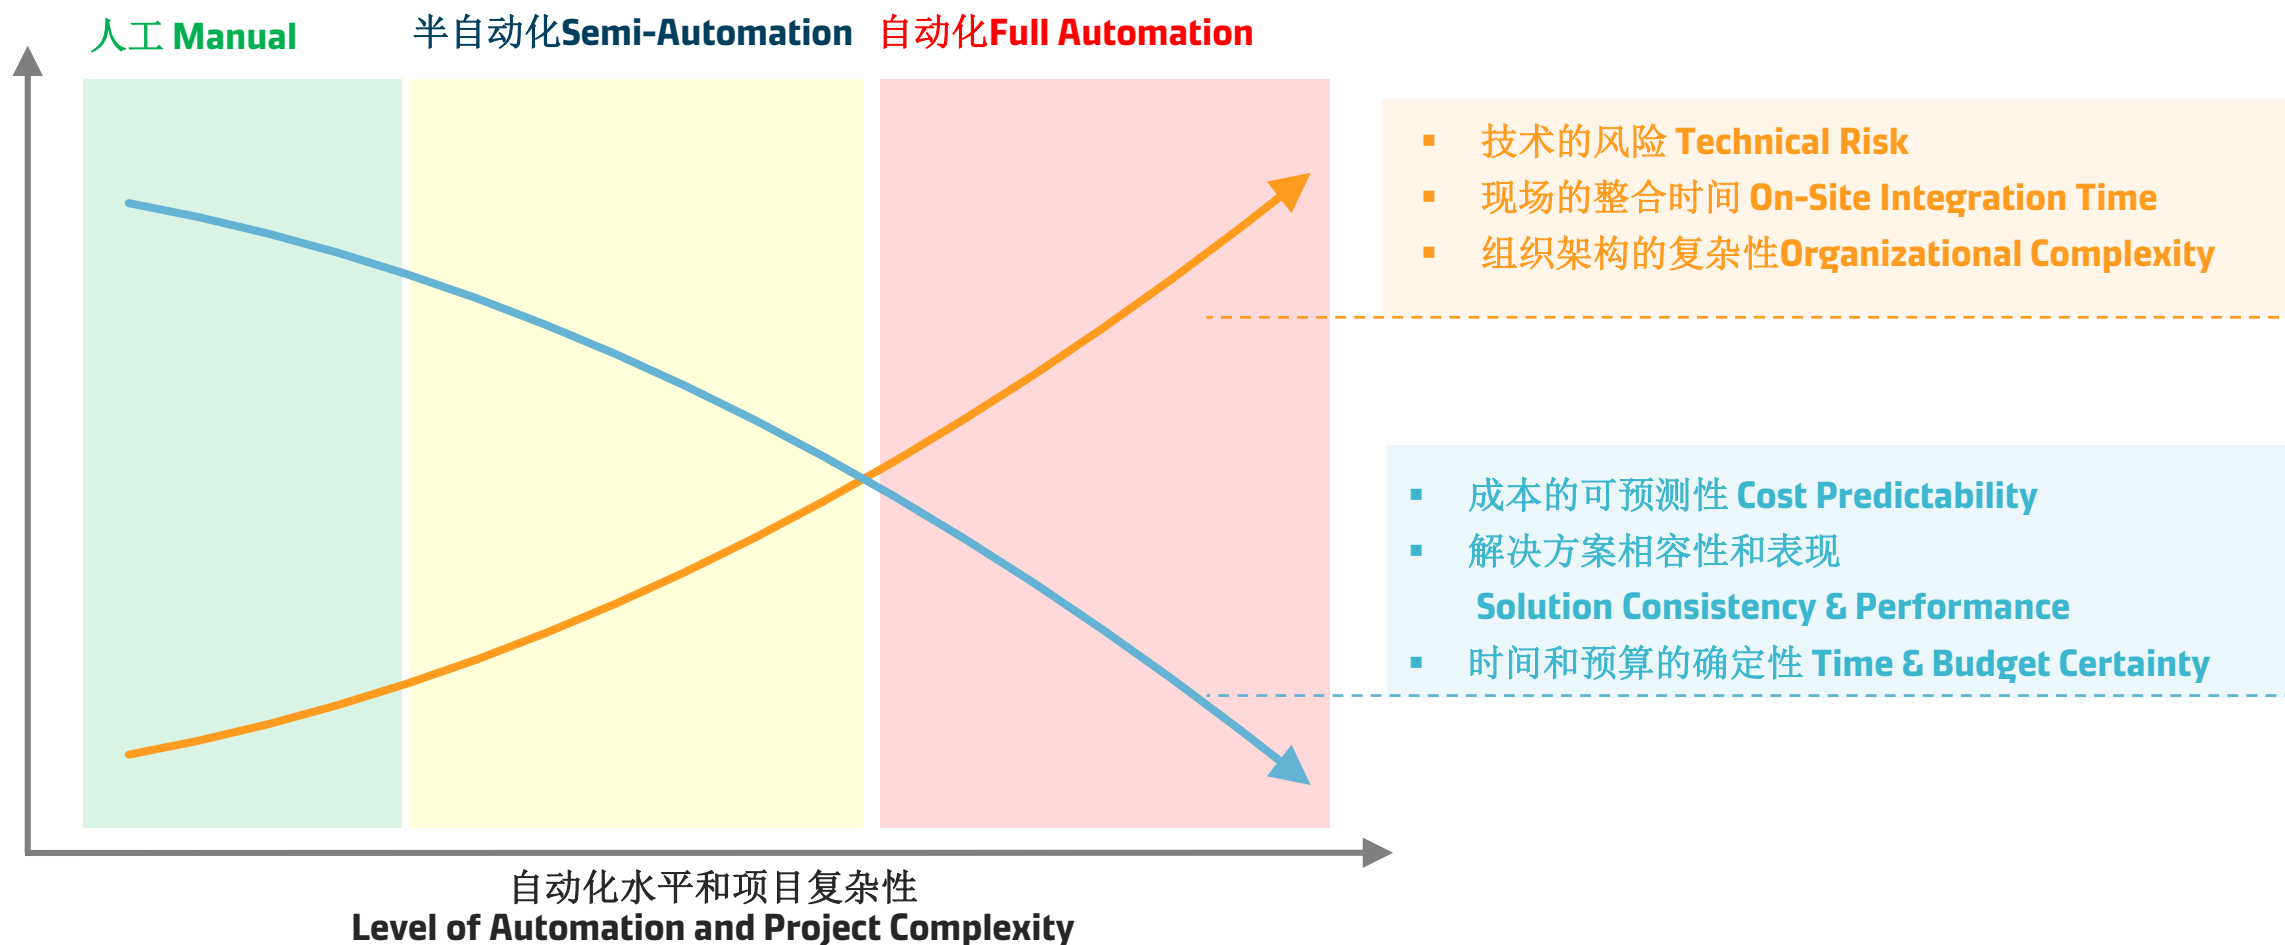 人工 Manual
半自动化Semi-Automation
自动化Full Automation
▪ 技术的风险 Technical Risk
▪ 现场的整合时间 On-Site Integration Time
▪ 组织架构的复杂性Organizational Complexity
▪ 成本的可预测性 Cost Predictability
▪ 解决方案相容性和表现
Solution Consistency & Performance
▪ 时间和预算的确定性 Time & Budget Certainty
自动化水平和项目复杂性
Level of Automation and Project Complexity